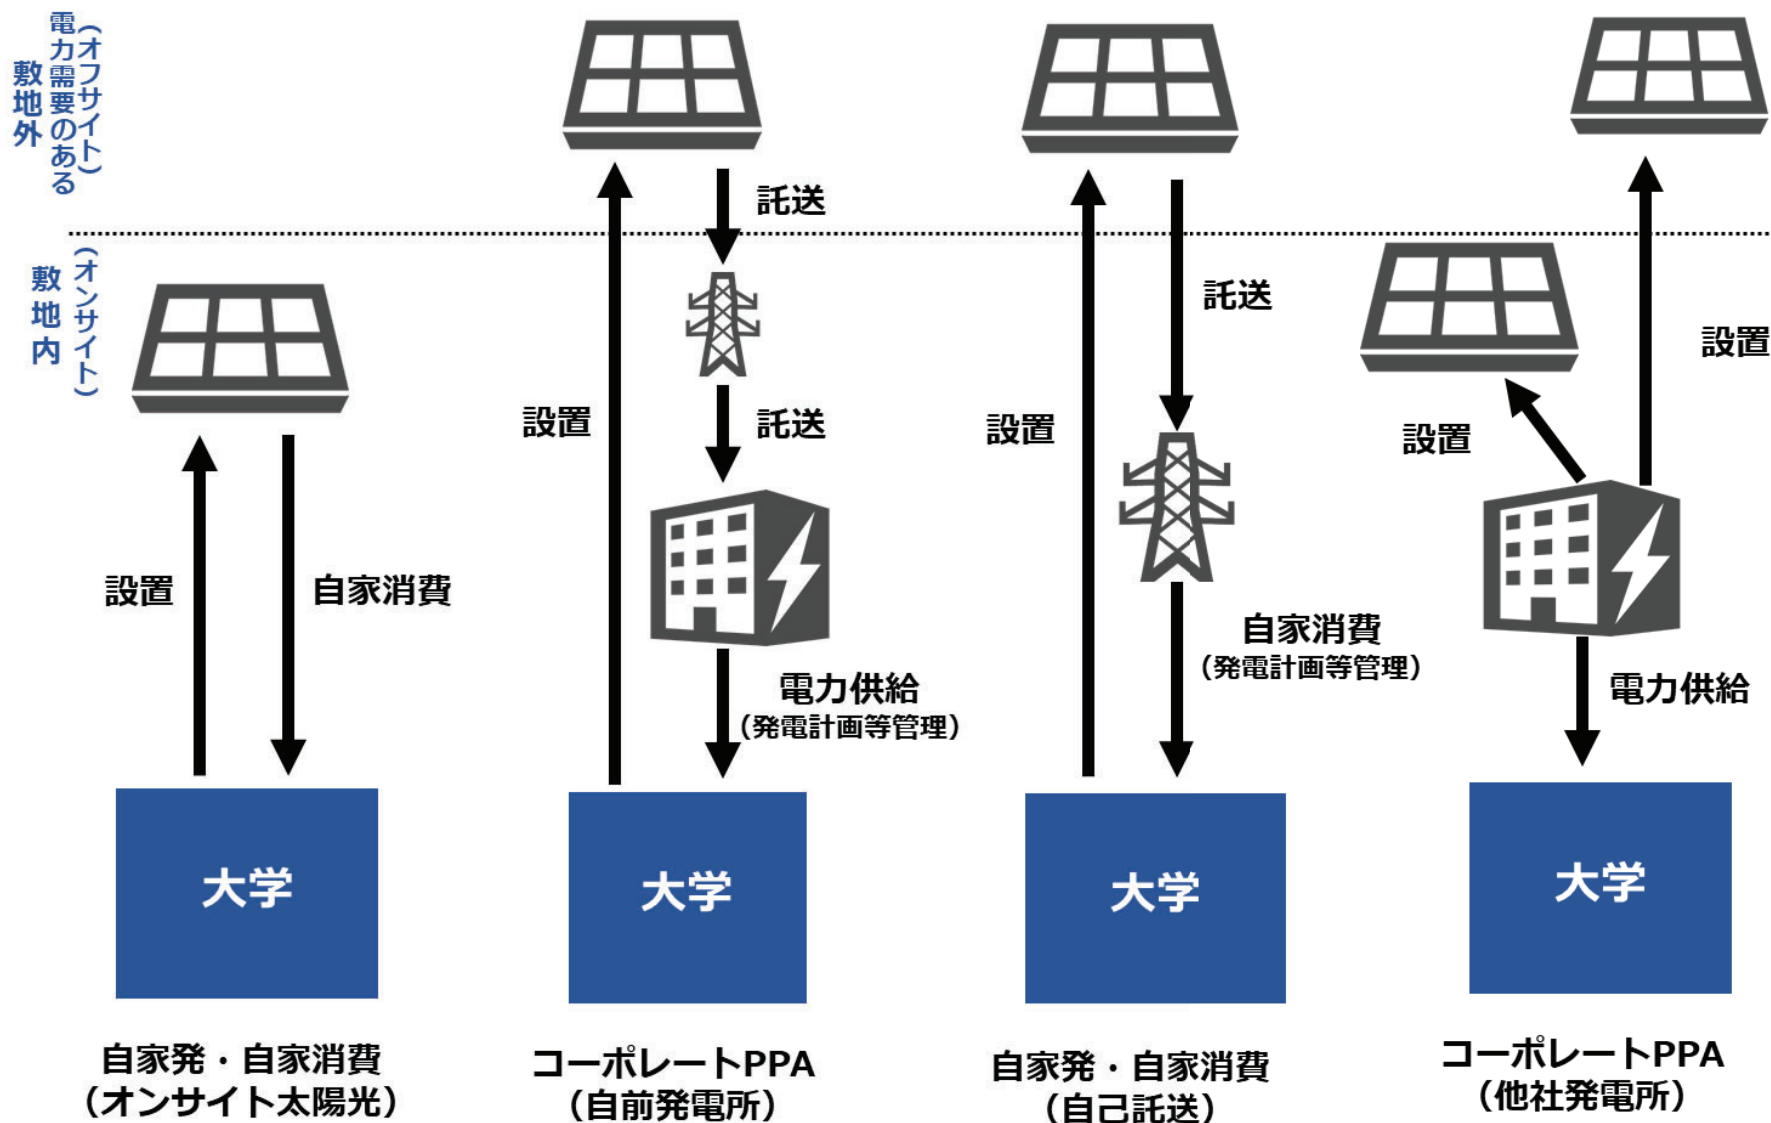 （オフサイト）
電力需要のある
敷地外
（オンサイト）
敷地内
設置
自家消費
大学
自家発・自家消費
（オンサイト太陽光）
託送
託送
設置
電力供給
（発電計画等管理）
大学
コーポレートPPA
（自前発電所）
託送
設置
自家消費
（発電計画等管理）
大学
自家発・自家消費
（自己託送）
設置
設置
電力供給
大学
コーポレートPPA
（他社発電所）